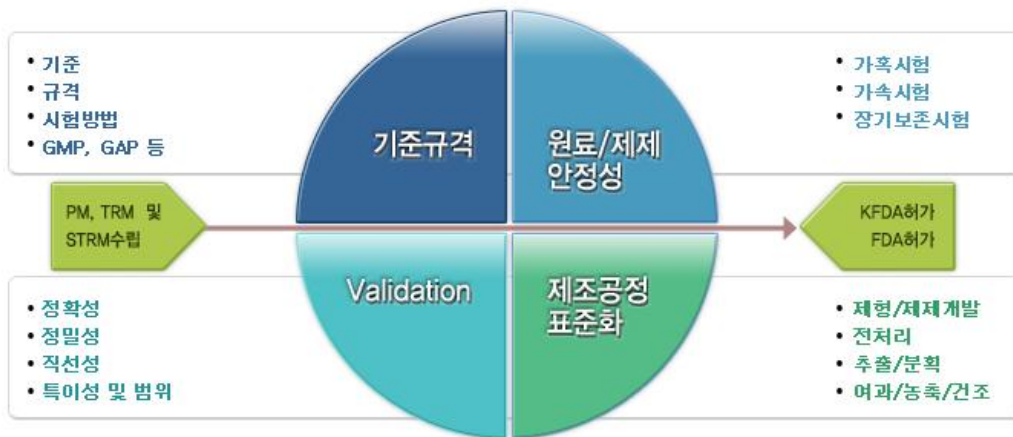 • 기준
• 규격
• 시험방법
• GMP, GAP 등
기준규격
원료/제제
안정성
• 가혹시험
• 가속시험
• 장기보존시험
PM, TRM 및
STRM수립
KFDA허가
FDA허가
• 정확성
• 정밀성
• 직선성
• 특이성 및 범위
Validation
제조공정
표준화
• 제형/제제개발
• 전처리
• 추출/분획
• 여과/농축/건조